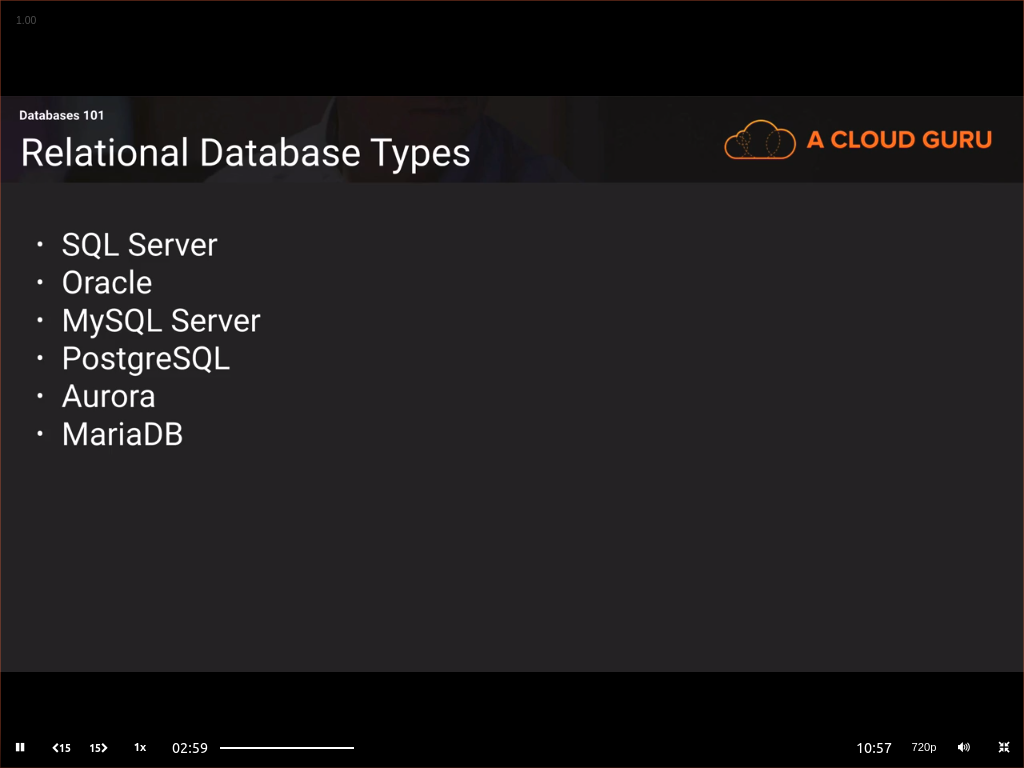 1.00
Databases 101
Relational Database Types
A CLOUD GURU
• SQL Server
• Oracle
• MySQL Server
• PostgreSQL
• Aurora
• MariaDB
15 15 1x 02:59 10:57 720p